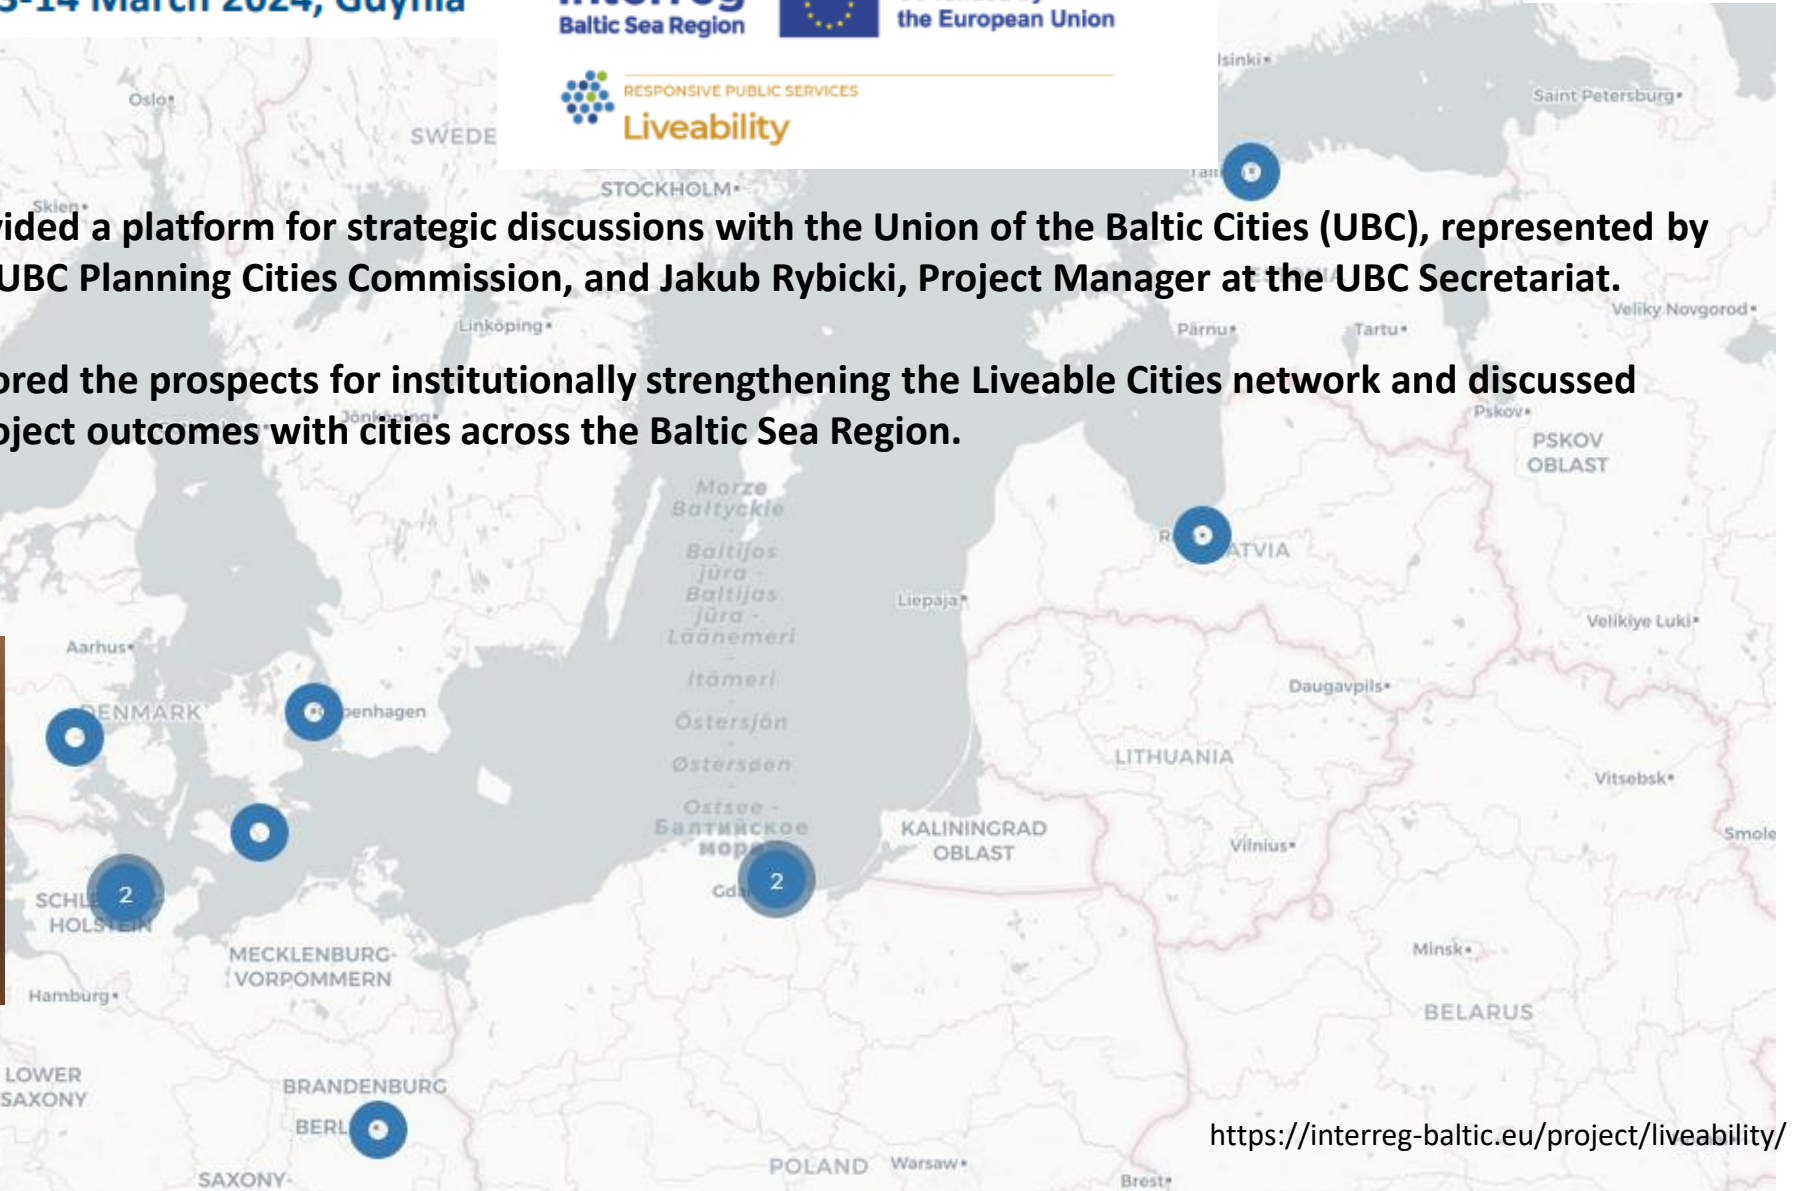 3-14 March 2024, Gdynia
Interreg
Baltic Sea Region
the European Union
RESPONSIVE PUBLIC SERVICES
Liveability
a platform for strategic discussions with the Union of the Baltic Cities (UBC), represented by
UBC Planning Cities Commission, and Jakub Rybicki, Project Manager at the UBC Secretariat.
the prospects for institutionally strengthening the Liveable Cities network and discussed
outcomes with cities across the Baltic Sea Region.
Oslo
SWEDE
Saint Petersburg
STOCKHOLM
Skien
Linköping
Pärnu
Tartu
Veliky Novgorod
Jönköping
Pskov
PSKOV
OBLAST
Morze
Bałtyckie
-
Baltijos
jūra -
Baltijas
jūra -
Läänemeri
-
Itämeri
-
Östersjön
-
Østersøen
-
Ostsee -
Балтийское
ATVIA
Liepaja
Velikiye Luki
Aarhus
Daugavpils
DENMARK
penhagen
LITHUANIA
Vitsebsk
KALININGRAD
OBLAST
Vilnius
Smole
2
2
HOLSTEIN
MECKLENBURG-
VORPOMMERN
Minsk
Hamburg
BELARUS
LOWER
SAXONY
BRANDENBURG
BERL
https://interreg-baltic.eu/project/liveability/
POLAND
Warsaw
SAXONY-
Brest